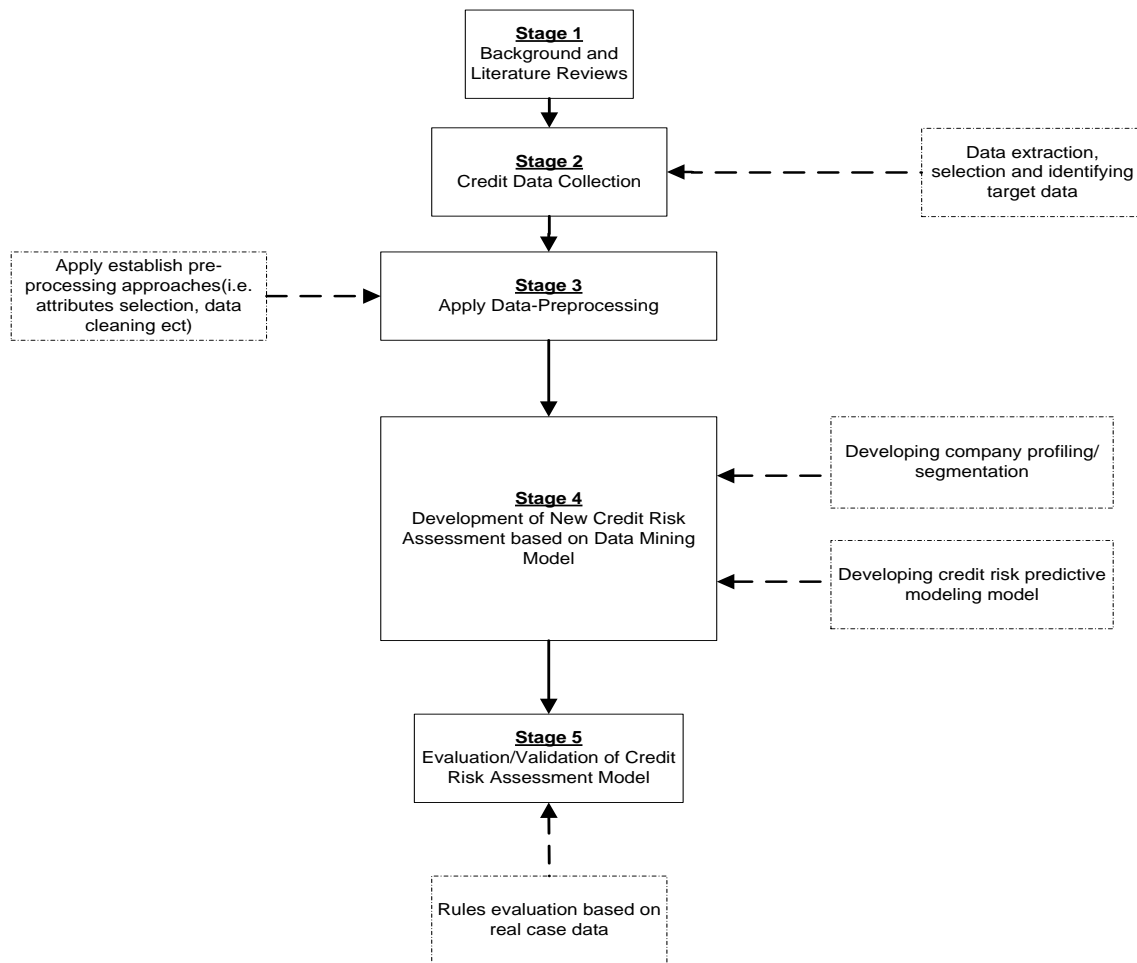 Stage 1
Background and
Literature Reviews
Stage 2
Credit Data Collection
Data extraction,
selection and identifying
target data
Apply establish pre-
processing approaches(i.e.
attributes selection, data
cleaning ect)
Stage 3
Apply Data-Preprocessing
Stage 4
Development of New Credit Risk
Assessment based on Data Mining
Model
Developing company profiling/
segmentation
Developing credit risk predictive
modeling model
Stage 5
Evaluation/Validation of Credit
Risk Assessment Model
Rules evaluation based on
real case data